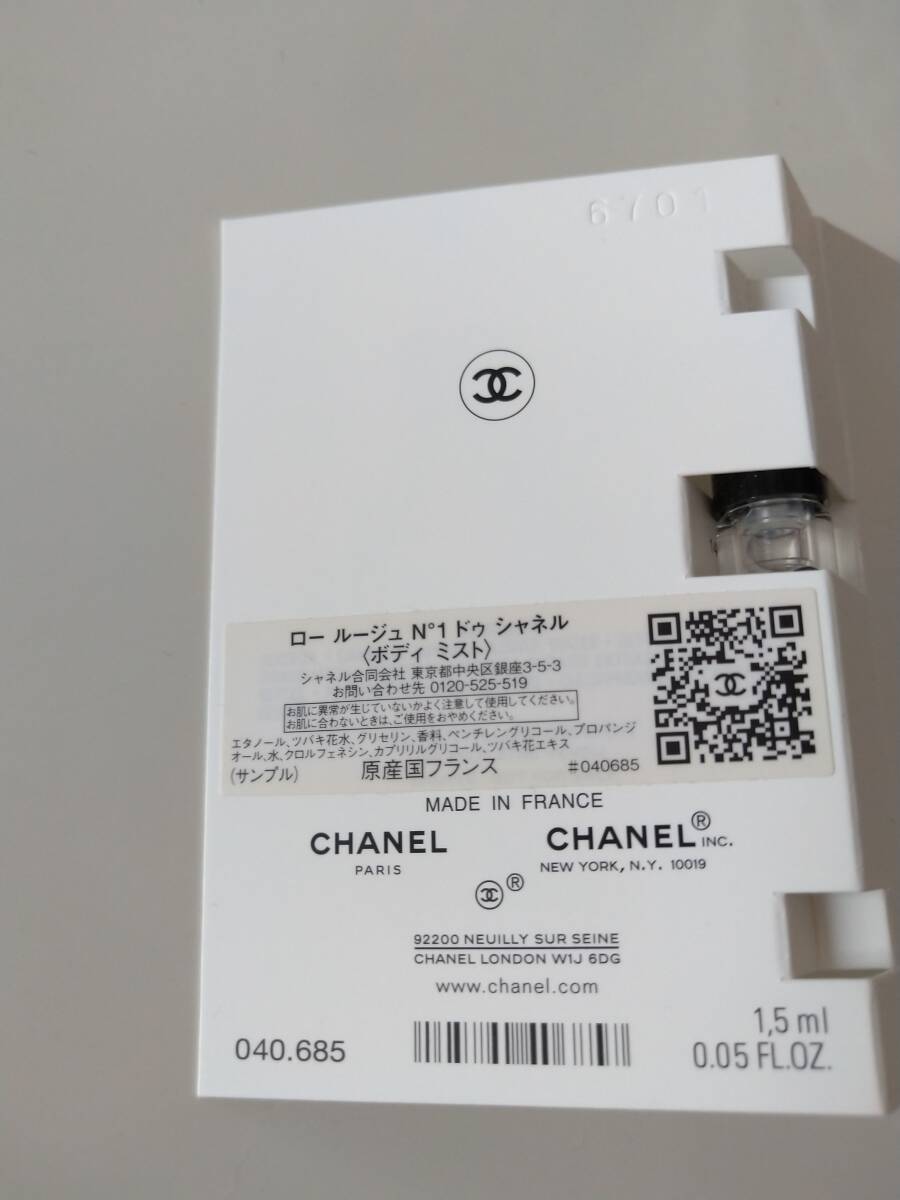 6701
ロー ルージュ N°1 ドゥ シャネル
〈ボディ ミスト〉
シャネル合同会社 東京都中央区銀座3-5-3
お問い合わせ先 0120-525-519
お肌に異常が生じていないかよく注意して使用してください。
お肌に合わないときは、ご使用をおやめください。
エタノール、ツバキ花水、グリセリン、香料、ペンチレングリコール、プロパンジ
オール、水、クロルフェネシン、カプリリルグリコール、ツバキ花エキス
(サンプル) 原産国フランス #040685
MADE IN FRANCE
CHANEL CHANEL® INC.
PARIS NEW YORK, N.Y. 10019
®
92200 NEUILLY SUR SEINE
CHANEL LONDON W1J 6DG
www.chanel.com
040.685
1,5 ml
0.05 FL.OZ.